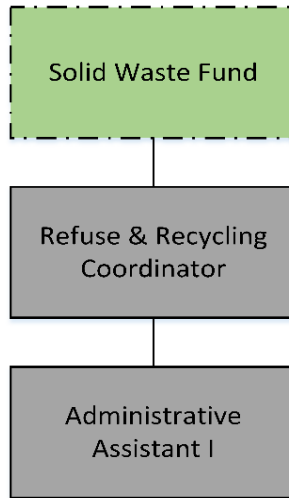 Solid Waste Fund
Refuse & Recycling
Coordinator
Administrative
Assistant I